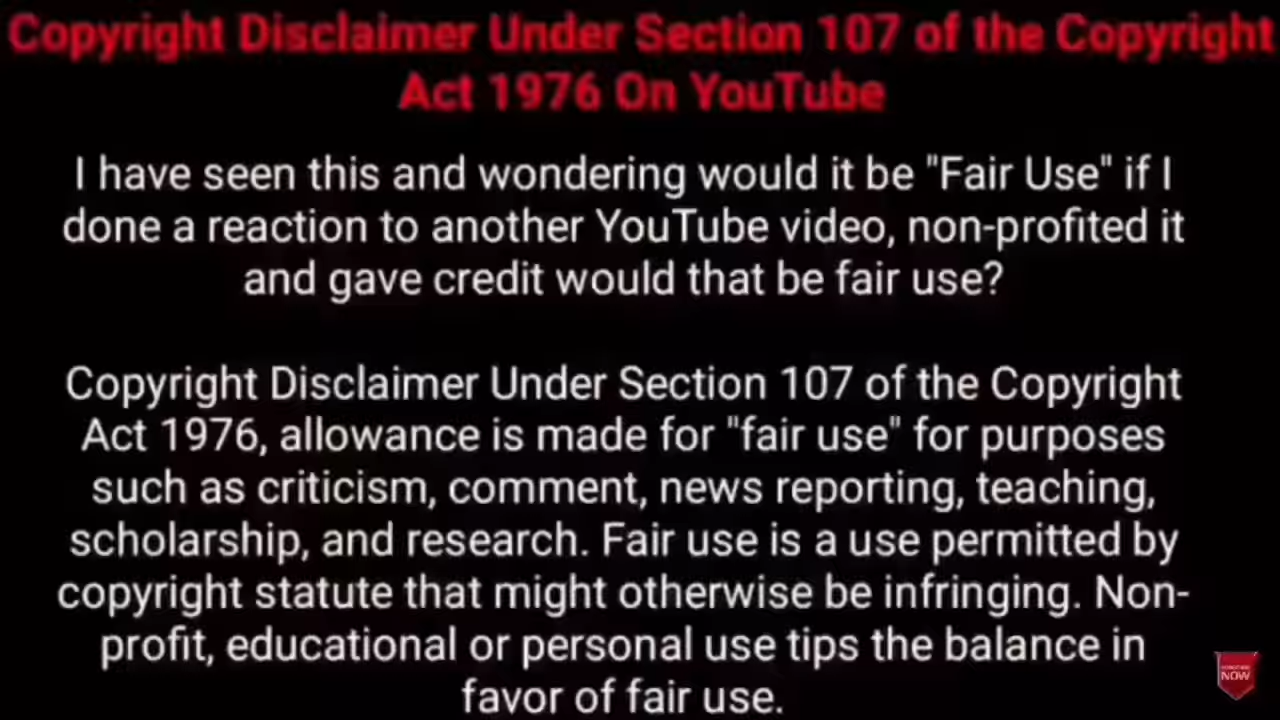 Copyright Disclaimer Under Section 107 of the Copyright
Act 1976 On YouTube
I have seen this and wondering would it be "Fair Use" if I
done a reaction to another YouTube video, non-profited it
and gave credit would that be fair use?
Copyright Disclaimer Under Section 107 of the Copyright
Act 1976, allowance is made for "fair use" for purposes
such as criticism, comment, news reporting, teaching,
scholarship, and research. Fair use is a use permitted by
copyright statute that might otherwise be infringing. Non-
profit, educational or personal use tips the balance in
favor of fair use.
NOW